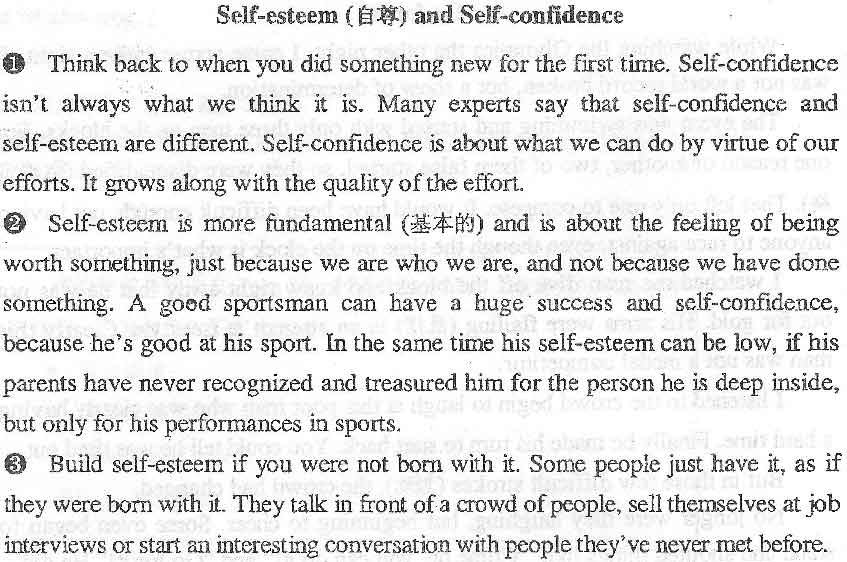 Self-esteem (自尊) and Self-confidence
❶ Think back to when you did something new for the first time. Self-confidence
isn't always what we think it is. Many experts say that self-confidence and
self-esteem are different. Self-confidence is about what we can do by virtue of our
efforts. It grows along with the quality of the effort.
❷ Self-esteem is more fundamental (基本的) and is about the feeling of being
worth something, just because we are who we are, and not because we have done
something. A good sportsman can have a huge success and self-confidence,
because he's good at his sport. In the same time his self-esteem can be low, if his
parents have never recognized and treasured him for the person he is deep inside,
but only for his performances in sports.
❸ Build self-esteem if you were not born with it. Some people just have it, as if
they were born with it. They talk in front of a crowd of people, sell themselves at job
interviews or start an interesting conversation with people they've never met before.